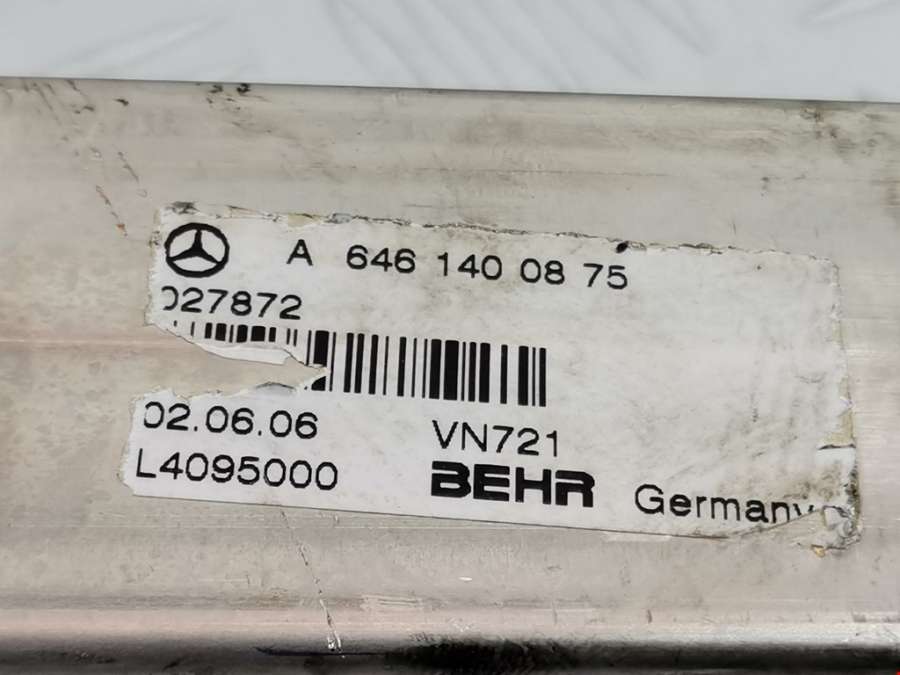 A 646 140 08 75
027872
02.06.06 VN721
L4095000 BEHR Germany